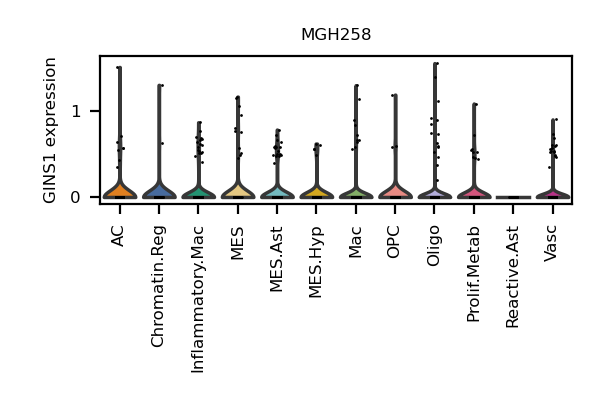 MGH258
GINS1 expression
1
0
AC
Chromatin.Reg
Inflammatory.Mac
MES
MES.Ast
MES.Hyp
Mac
OPC
Oligo
Prolif.Metab
Reactive.Ast
Vasc